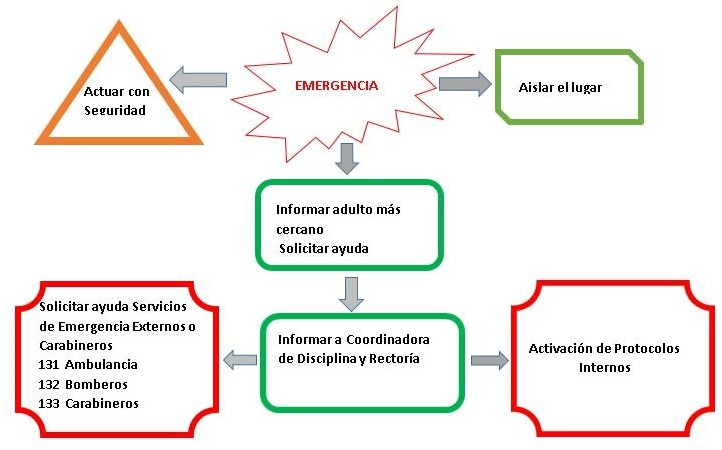 Actuar con
Seguridad
EMERGENCIA
Aislar el lugar
Informar adulto más
cercano
Solicitar ayuda
Solicitar ayuda Servicios
de Emergencia Externos o
Carabineros
131 Ambulancia
132 Bomberos
133 Carabineros
Informar a Coordinadora
de Disciplina y Rectoría
Activación de Protocolos
Internos